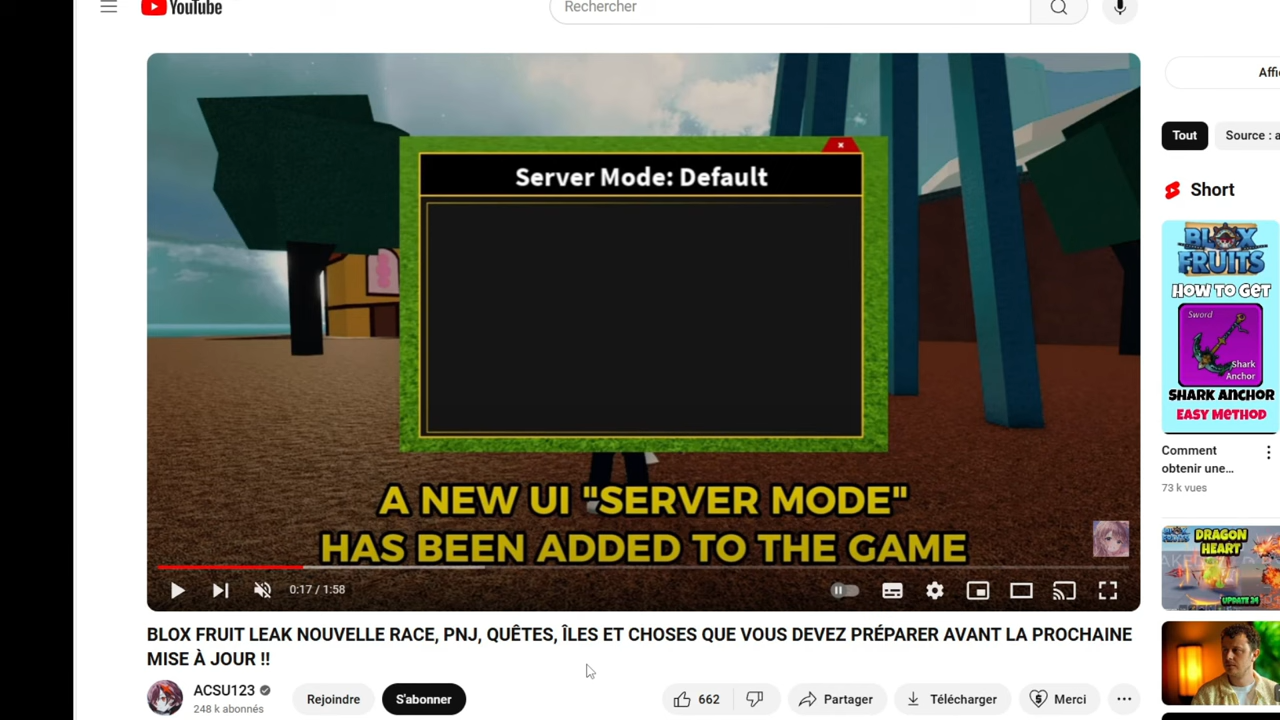 YouTube
Rechercher
Server Mode: Default
A NEW UI "SERVER MODE"
HAS BEEN ADDED TO THE GAME
0:17 / 1:58
BLOX FRUIT LEAK NOUVELLE RACE, PNJ, QUÊTES, ÎLES ET CHOSES QUE VOUS DEVEZ PRÉPARER AVANT LA PROCHAINE
MISE À JOUR !!
ACSU123
248 k abonnés
Rejoindre
S'abonner
662
Partager
Télécharger
Merci
Affi
Tout
Source : a
Short
BLOX
FRUITS
HOW TO GET
Sword
Shark
Anchor
SHARK ANCHOR
EASY METHOD
Comment
obtenir une...
73 k vues
DRAGON
HEART
UPDATE 24